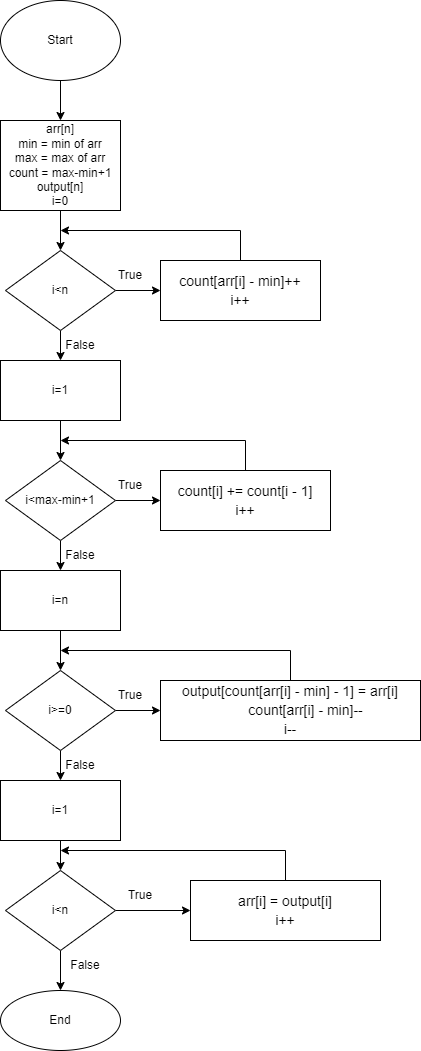 Start
arr[n]
min = min of arr
max = max of arr
count = max-min+1
output[n]
i=0
i<n
True
count[arr[i] - min]++
i++
False
i=1
i<max-min+1
True
count[i] += count[i - 1]
i++
False
i=n
i>=0
True
output[count[arr[i] - min] - 1] = arr[i]
count[arr[i] - min]--
i--
False
i=1
i<n
True
arr[i] = output[i]
i++
False
End